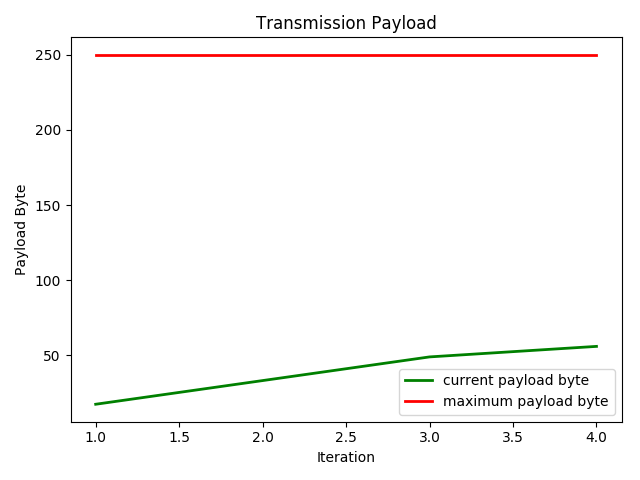 Transmission Payload
Payload Byte
250
200
150
100
50
current payload byte
maximum payload byte
1.0 1.5 2.0 2.5 3.0 3.5 4.0
Iteration